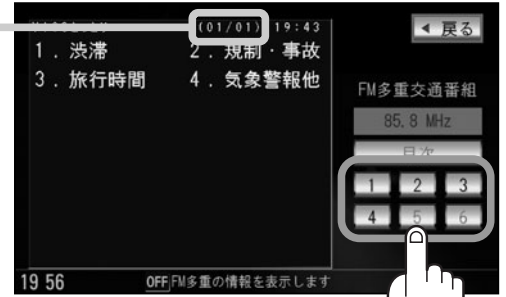 (01/01) 19:43
◀ 戻る
1．渋滞 2．規制・事故
3．旅行時間 4．気象警報他
FM多重交通番組
85.8 MHz
目次
1 2 3
4 5 6
19 56 OFF FM多重の情報を表示します